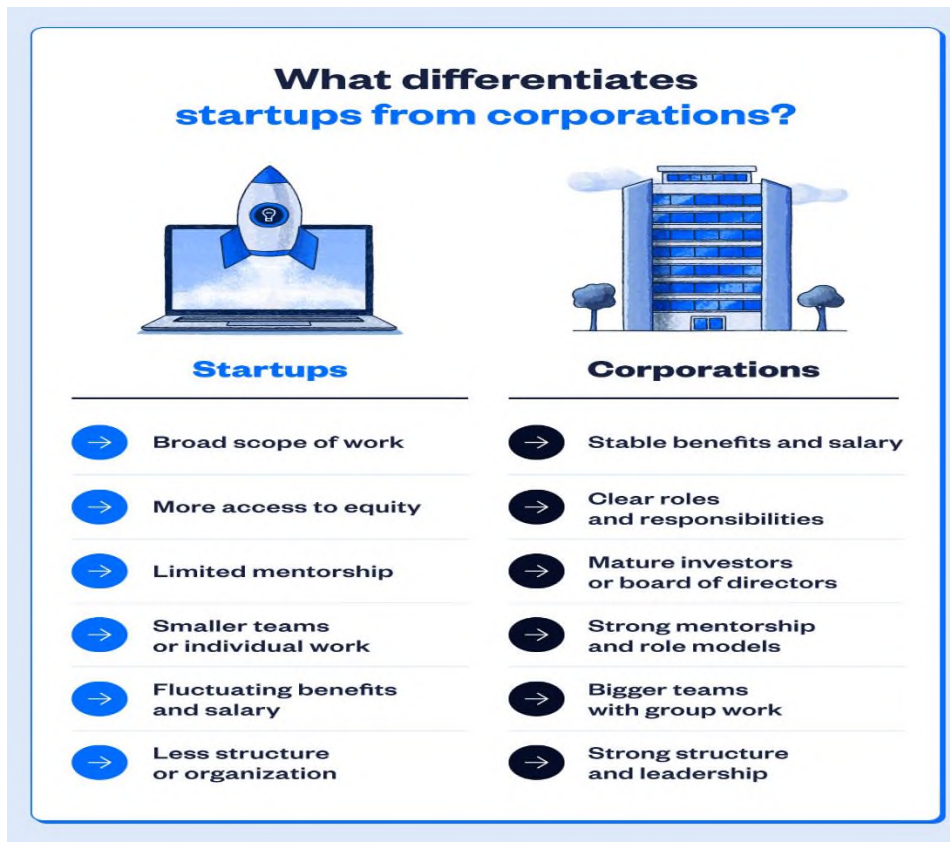 What differentiates
startups from corporations?
Startups
Broad scope of work
More access to equity
Limited mentorship
Smaller teams
or individual work
Fluctuating benefits
and salary
Less structure
or organization
Corporations
Stable benefits and salary
Clear roles
and responsibilities
Mature investors
or board of directors
Strong mentorship
and role models
Bigger teams
with group work
Strong structure
and leadership